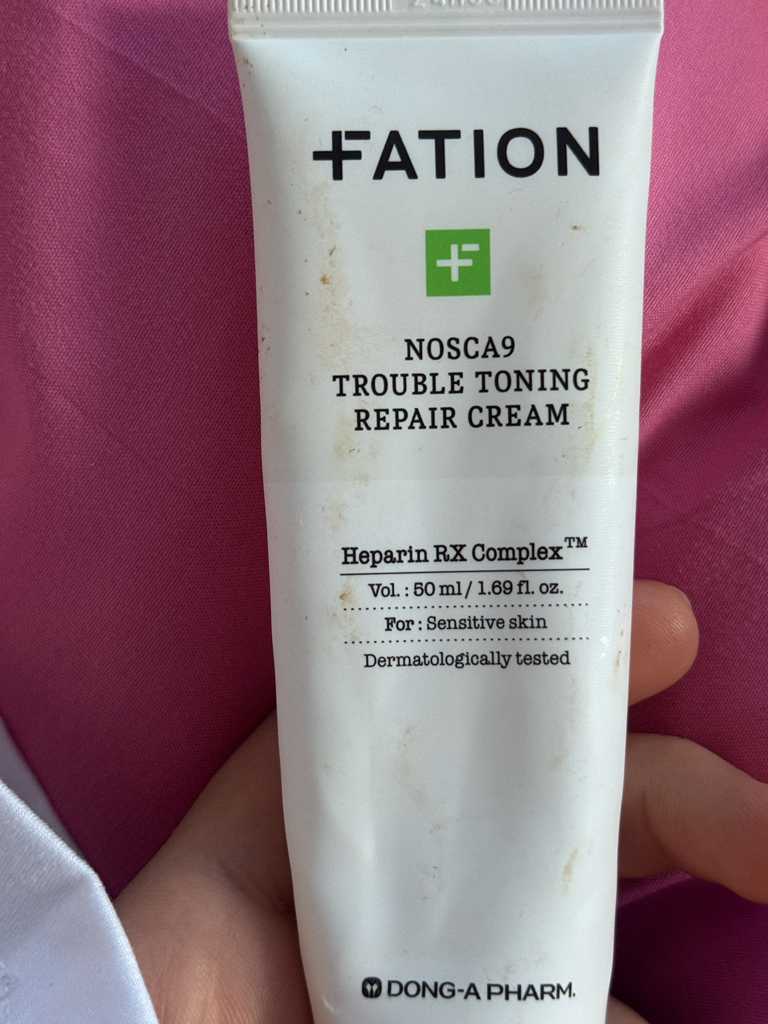 FATION
NOSCA9
TROUBLE TONING
REPAIR CREAM
Heparin RX Complex™
Vol. : 50 ml / 1.69 fl. oz.
For : Sensitive skin
Dermatologically tested
DONG-A PHARM.